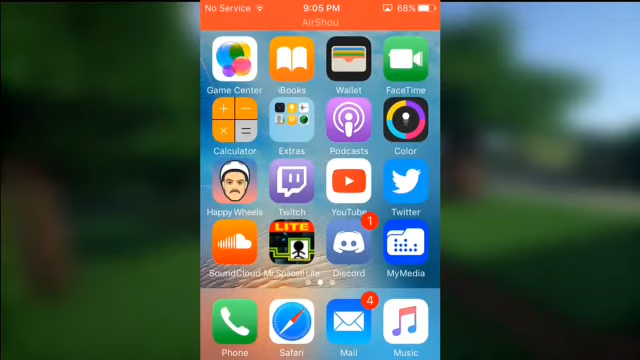 No Service 9:05 PM 68%
AirShou
Game Center iBooks Wallet FaceTime
Calculator Extras Podcasts Color
Happy Wheels Twitch YouTube Twitter
1
LITE
SoundCloud Mr.SpacellLite Discord MyMedia
4
Phone Safari Mail Music